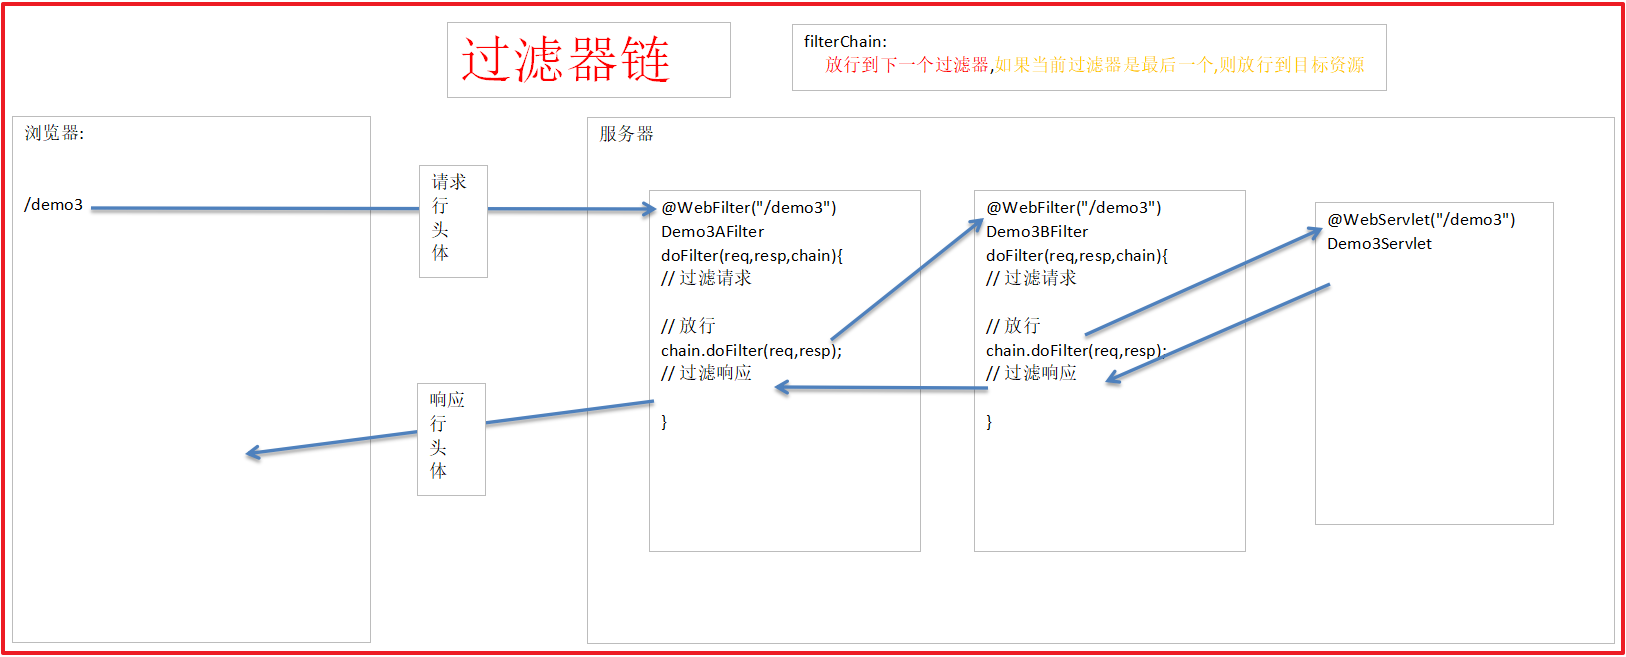 过滤器链
filterChain:
放行到下一个过滤器,如果当前过滤器是最后一个,则放行到目标资源
浏览器:
/demo3
请求
行
头
体
响应
行
头
体
服务器
@WebFilter("/demo3")
Demo3AFilter
doFilter(req,resp,chain){
// 过滤请求
// 放行
chain.doFilter(req,resp);
// 过滤响应
}
@WebFilter("/demo3")
Demo3BFilter
doFilter(req,resp,chain){
// 过滤请求
// 放行
chain.doFilter(req,resp);
// 过滤响应
}
@WebServlet("/demo3")
Demo3Servlet